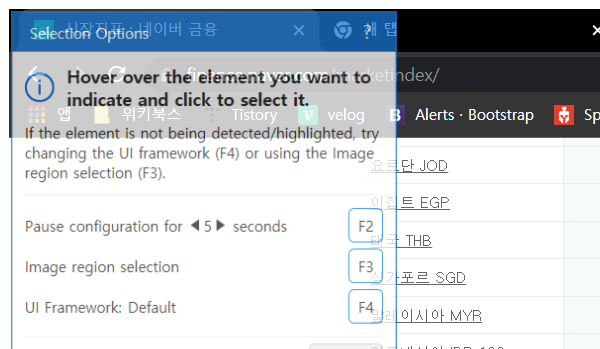 Selection Options ?
시장지표 : 네이버 금융
새 탭
ketindex/
Hover over the element you want to
indicate and click to select it.
앱 위키북스 Tistory velog Alerts · Bootstrap Sp
If the element is not being detected/highlighted, try
changing the UI framework (F4) or using the Image
region selection (F3).
요르단 JOD
이집트 EGP
Pause configuration for 5 seconds F2
태국 THB
Image region selection F3
싱가포르 SGD
UI Framework: Default F4
말레이시아 MYR